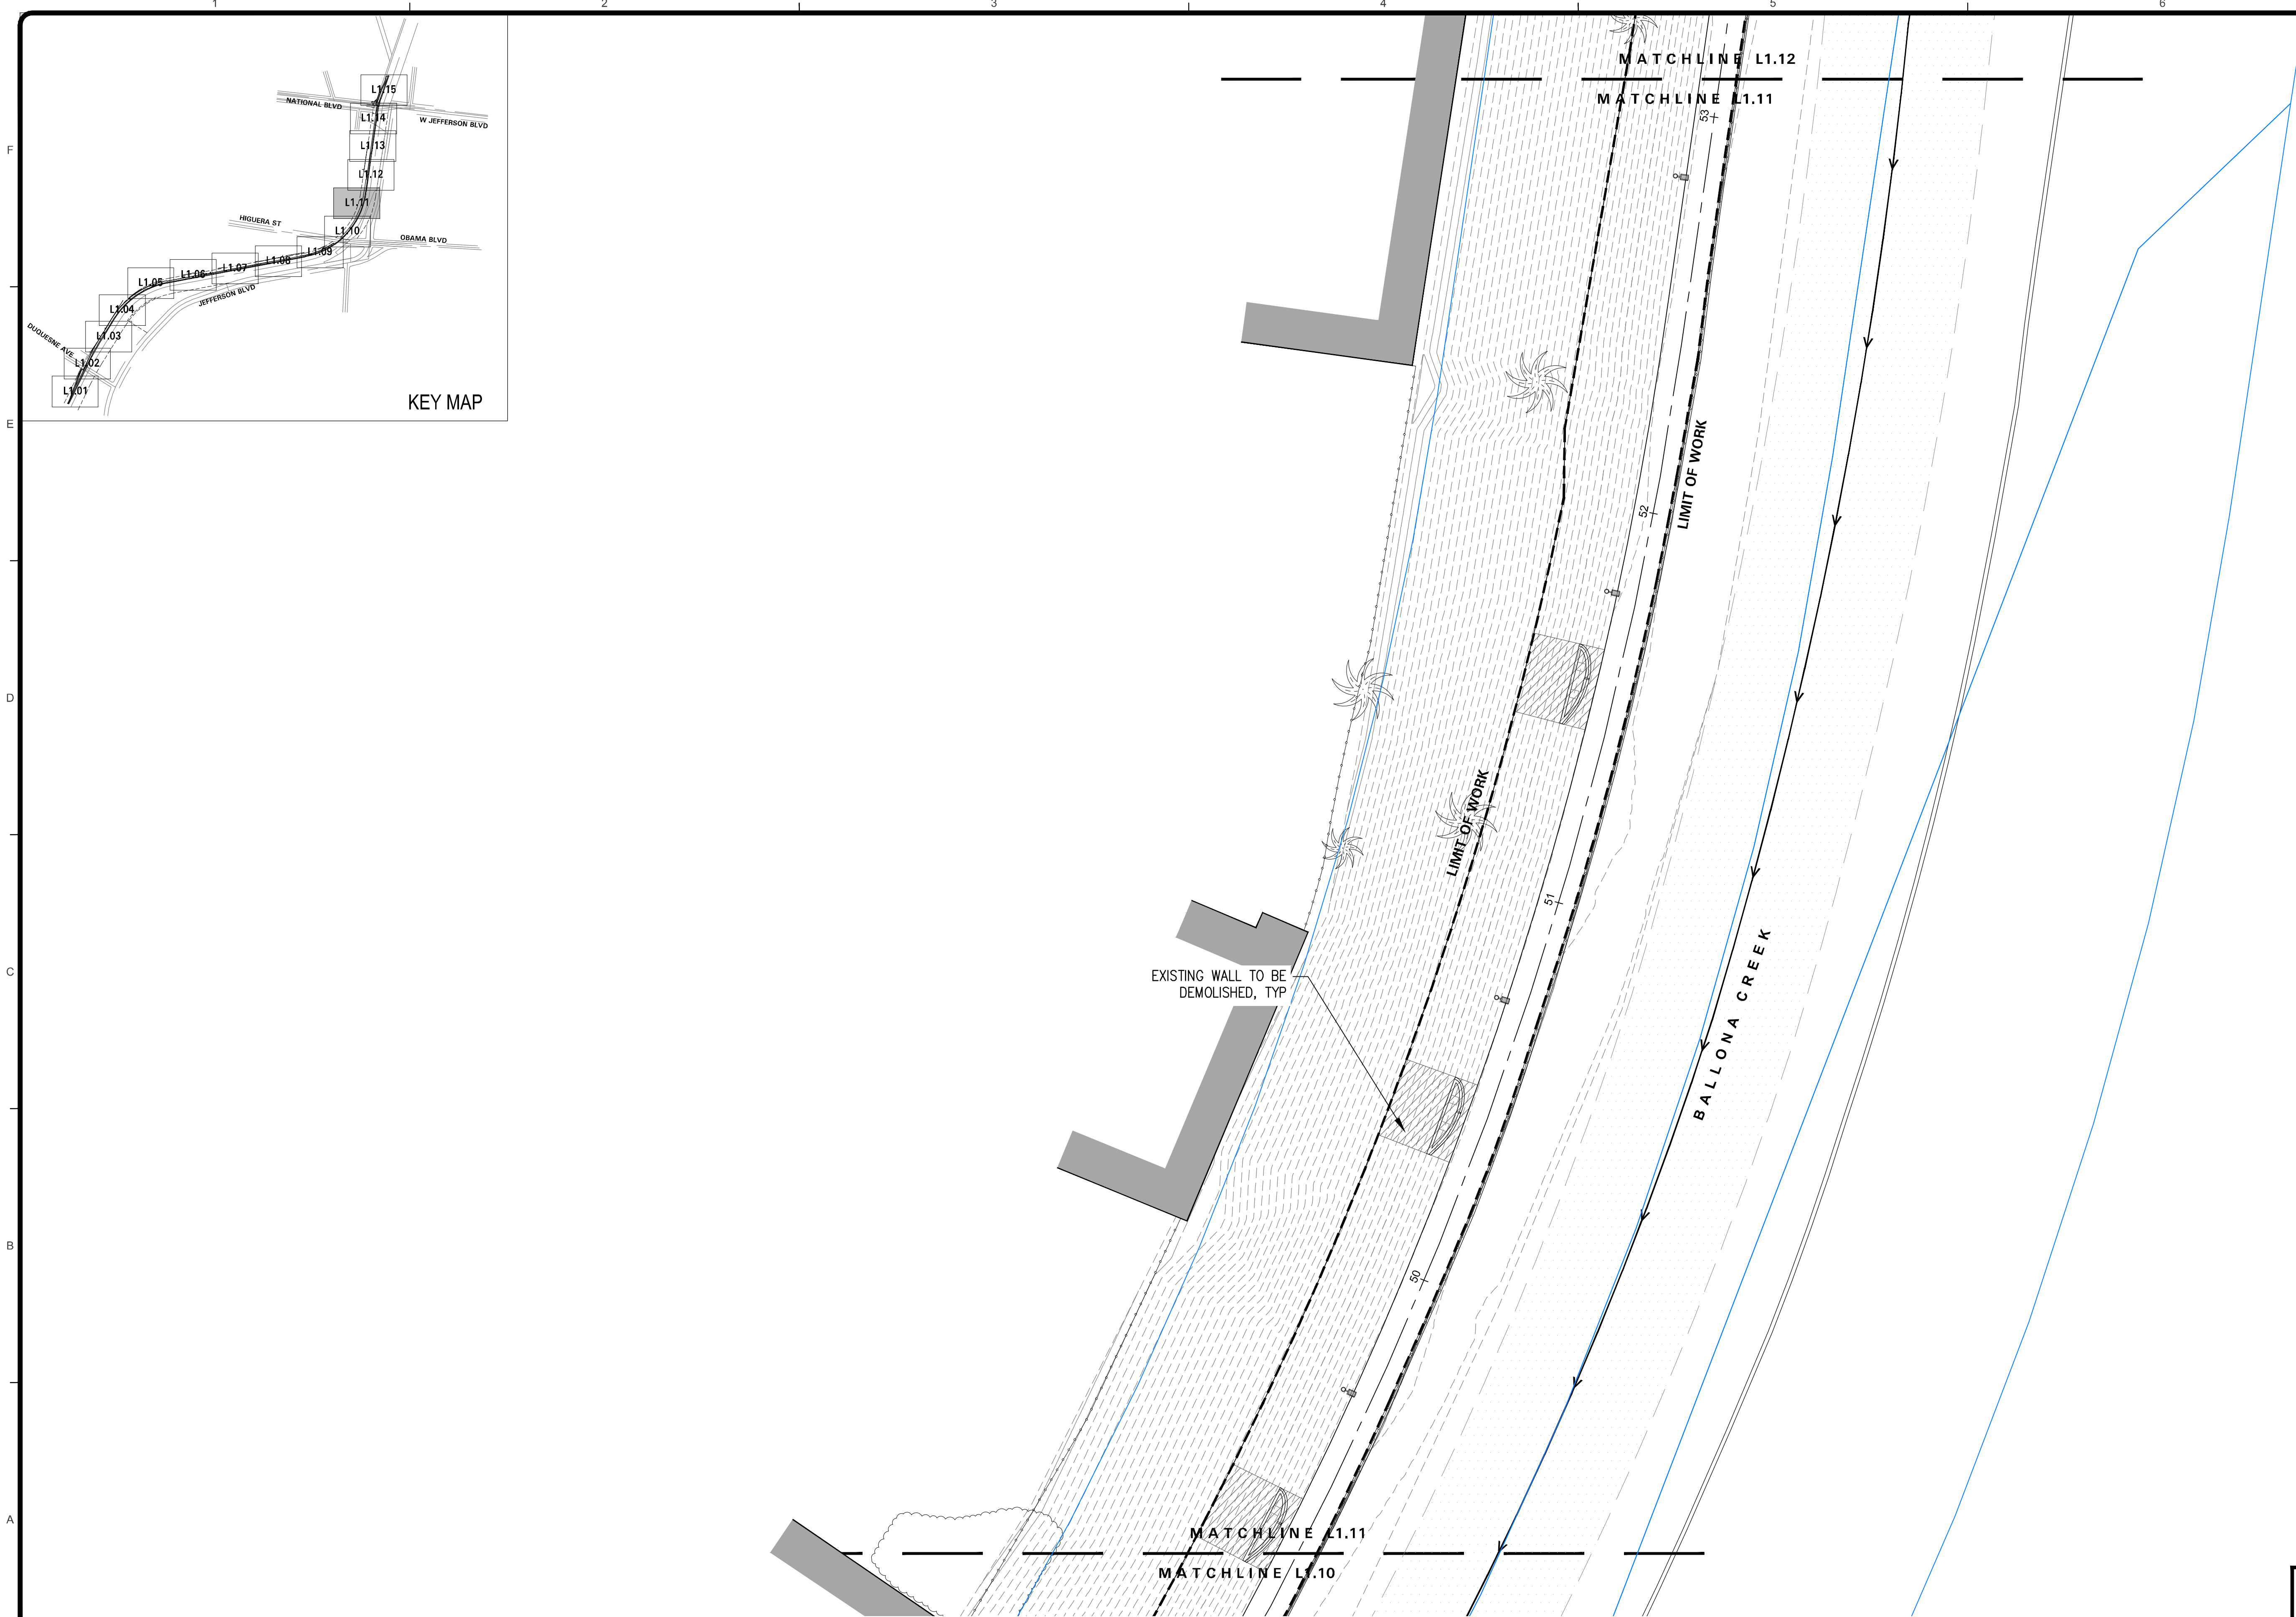 1 2 3 4 5 6
F
E
D
C
B
A
L1.15
NATIONAL BLVD
L1.14
W JEFFERSON BLVD
L1.13
L1.12
L1.11
HIGUERA ST
L1.10
OBAMA BLVD
L1.09
L1.08
L1.07
L1.06
L1.05
JEFFERSON BLVD
L1.04
DUQUESNE AVE
L1.03
L1.02
L1.01
KEY MAP
MATCHLINE L1.12
MATCHLINE L1.11
53
LIMIT OF WORK
52
LIMIT OF WORK
51
BALLONA CREEK
EXISTING WALL TO BE
DEMOLISHED, TYP
50
MATCHLINE L1.11
MATCHLINE L1.10